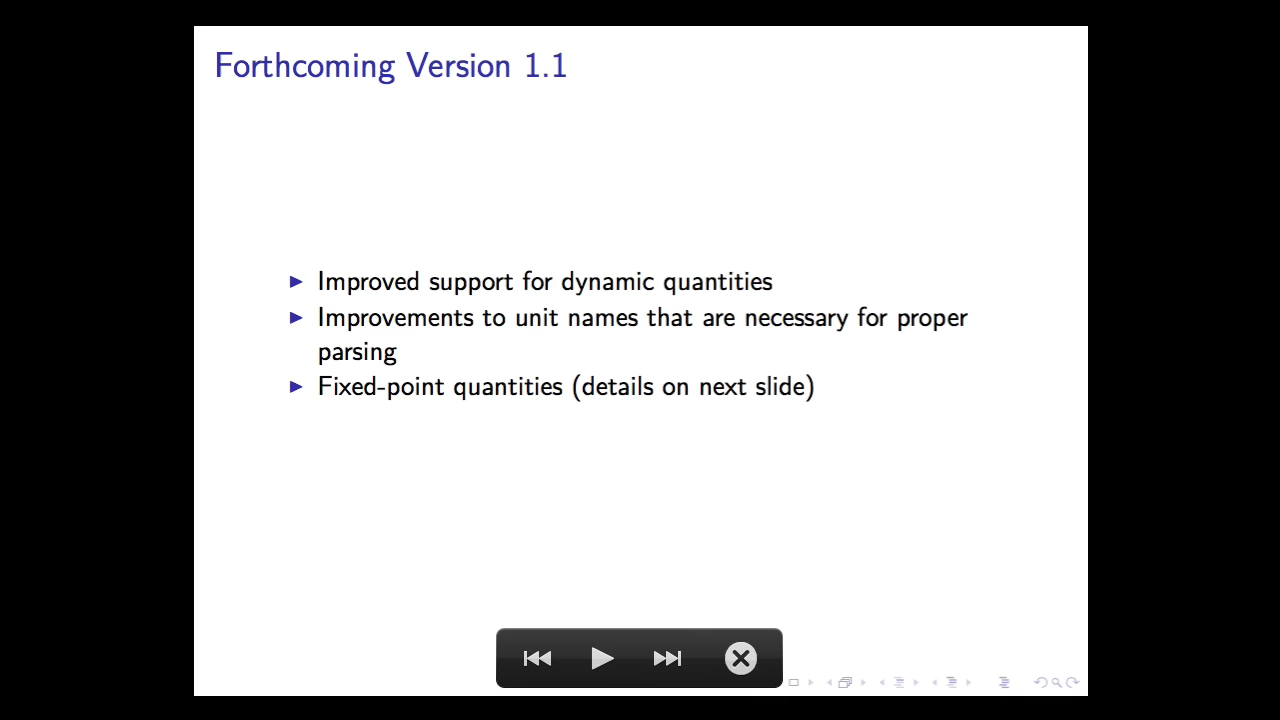 Forthcoming Version 1.1
Improved support for dynamic quantities
Improvements to unit names that are necessary for proper
parsing
Fixed-point quantities (details on next slide)